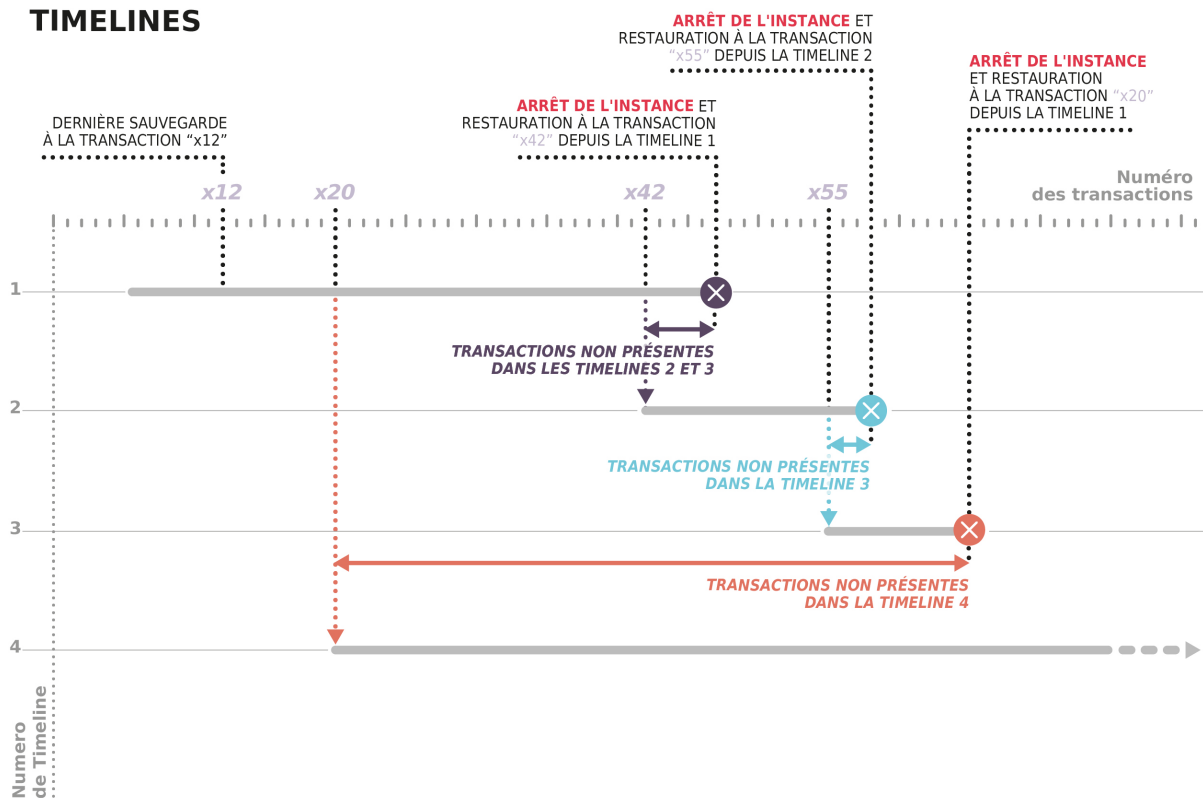 TIMELINES
ARRÊT DE L'INSTANCE ET
RESTAURATION À LA TRANSACTION
“x55” DEPUIS LA TIMELINE 2
ARRÊT DE L'INSTANCE
ET RESTAURATION
À LA TRANSACTION “x20”
DEPUIS LA TIMELINE 1
ARRÊT DE L'INSTANCE ET
RESTAURATION À LA TRANSACTION
“x42” DEPUIS LA TIMELINE 1
DERNIÈRE SAUVEGARDE
À LA TRANSACTION “x12”
x12
x20
x42
x55
Numéro
des transactions
1
TRANSACTIONS NON PRÉSENTES
DANS LES TIMELINES 2 ET 3
2
TRANSACTIONS NON PRÉSENTES
DANS LA TIMELINE 3
3
TRANSACTIONS NON PRÉSENTES
DANS LA TIMELINE 4
4
Numero
de Timeline